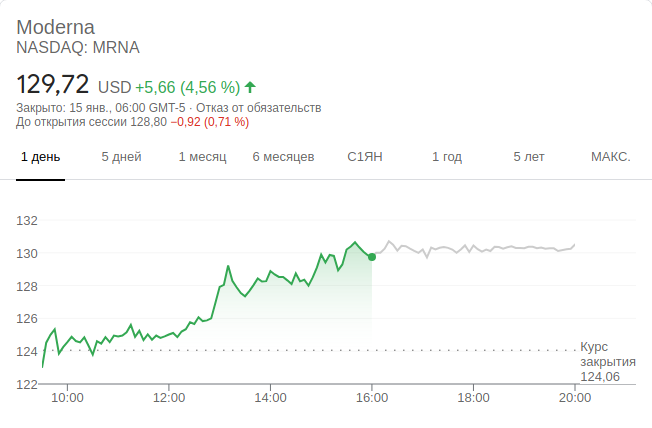 Moderna
NASDAQ: MRNA
129,72 USD +5,66 (4,56 %)
Закрыто: 15 янв., 06:00 GMT-5 · Отказ от обязательств
До открытия сессии 128,80 −0,92 (0,71 %)
1 день 5 дней 1 месяц 6 месяцев С1ЯН 1 год 5 лет МАКС.
132
130
128
126
124
122
Курс
закрытия
124,06
10:00 12:00 14:00 16:00 18:00 20:00